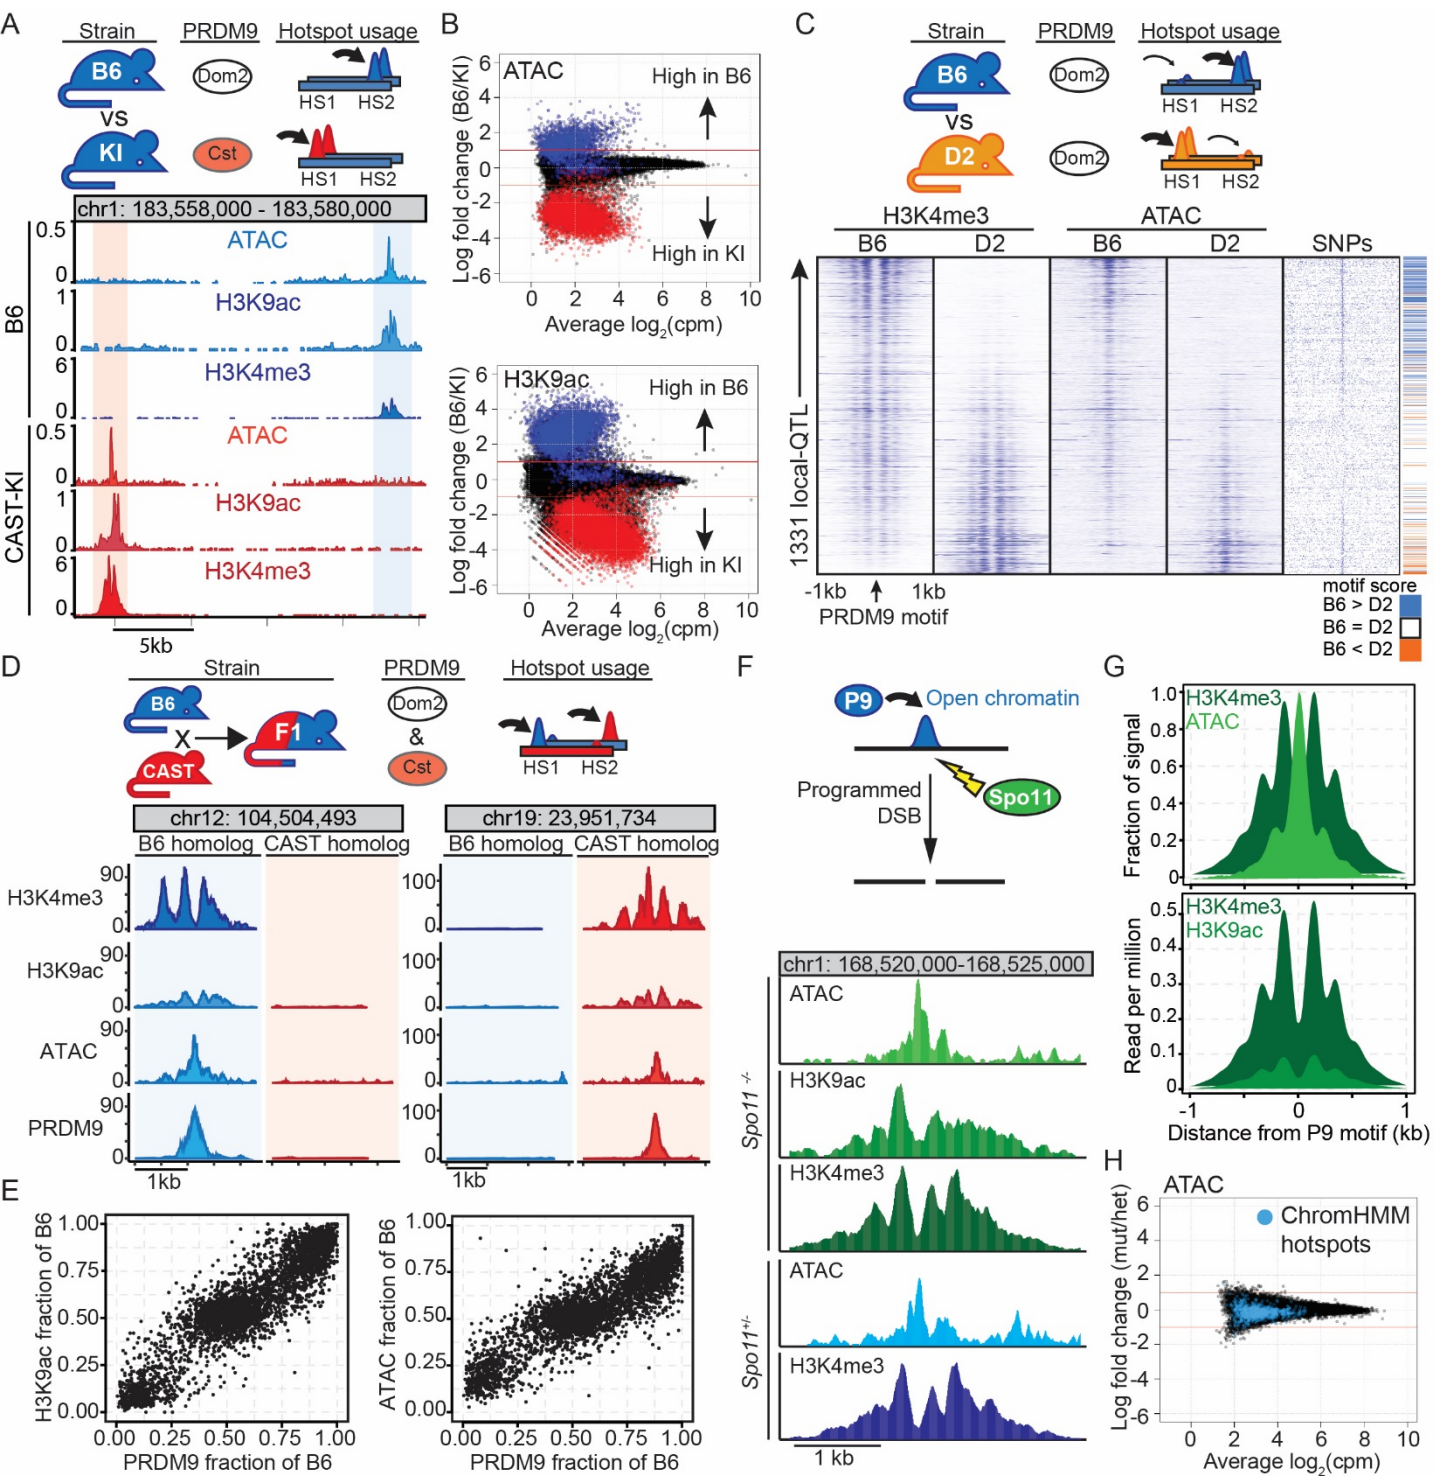 A
Strain PRDM9 Hotspot usage
B6 Dom2
HS1 HS2
vs
KI Cst
HS1 HS2
chr1: 183,558,000 - 183,580,000
B6
0.5 ATAC
0
1 H3K9ac
0
6 H3K4me3
0
CAST-KI
0.5 ATAC
0
1 H3K9ac
0
6 H3K4me3
0
5kb
B
ATAC
High in B6
High in KI
Log fold change (B6/KI)
6
4
2
0
-2
-4
-6
0 2 4 6 8 10
Average log2(cpm)
H3K9ac
High in B6
High in KI
Log fold change (B6/KI)
6
4
2
0
-2
-4
-6
0 2 4 6 8 10
Average log2(cpm)
C
Strain PRDM9 Hotspot usage
B6 Dom2
HS1 HS2
vs
D2 Dom2
HS1 HS2
H3K4me3 ATAC
B6 D2 B6 D2 SNPs
1331 local-QTL
-1kb 1kb
PRDM9 motif
motif score
B6 > D2
B6 = D2
B6 < D2
D
Strain PRDM9 Hotspot usage
B6 Dom2
X F1 &
CAST Cst
HS1 HS2
chr12: 104,504,493 chr19: 23,951,734
B6 homolog CAST homolog B6 homolog CAST homolog
H3K4me3
90 100
0 0
H3K9ac
90 100
0 0
ATAC
90 100
0 0
PRDM9
90 100
0 0
1kb 1kb
E
H3K9ac fraction of B6
1.00
0.75
0.50
0.25
0.00
0.00 0.25 0.50 0.75 1.00
PRDM9 fraction of B6
ATAC fraction of B6
1.00
0.75
0.50
0.25
0.00
0.00 0.25 0.50 0.75 1.00
PRDM9 fraction of B6
F
P9 Open chromatin
Spo11
Programmed
DSB
chr1: 168,520,000-168,525,000
Spo11 -/-
ATAC
H3K9ac
H3K4me3
Spo11+/-
ATAC
H3K4me3
1 kb
G
H3K4me3
ATAC
Fraction of signal
1.0
0.8
0.6
0.4
0.2
0
H3K4me3
H3K9ac
Read per million
0.5
0.4
0.3
0.2
0.1
0
-1 0 1
Distance from P9 motif (kb)
H
ATAC
ChromHMM
hotspots
Log fold change (mut/het)
6
4
2
0
-2
-4
-6
0 2 4 6 8 10
Average log2(cpm)